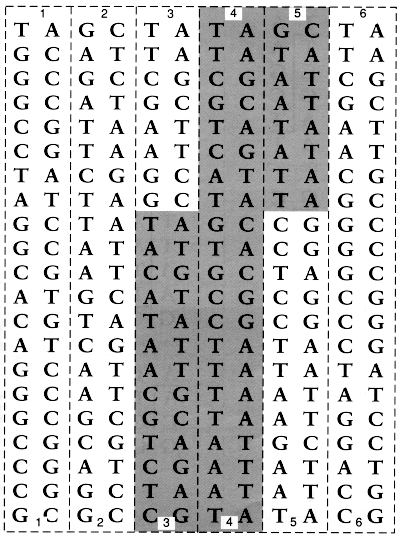 1 2 3 4 5 6
T A G C T A T A G C T A
G C A T T A T A T A T A
G C G C C G C G A T C G
G C A T G C G C A T G C
C G T A A T T A T A A T
C G T A A T C G A T A T
T A C G G C A T T A C G
A T T A G C T A T A G C
G C T A T A G C C G G C
G C A T A T T A C G G C
C G A T C G G C T A G C
A T G C A T C G C G C G
C G T A T A C G C G C G
A T C G A T T A T A C G
G C A T A T T A T A T A
G C A T C G T A A T A T
G C G C G C T A A T G C
C G C G T A A T G C G C
C G A T C G A T A T A T
C G G C T A A T A T C G
G C G C C G T A T A C G
1 2 3 4 5 6